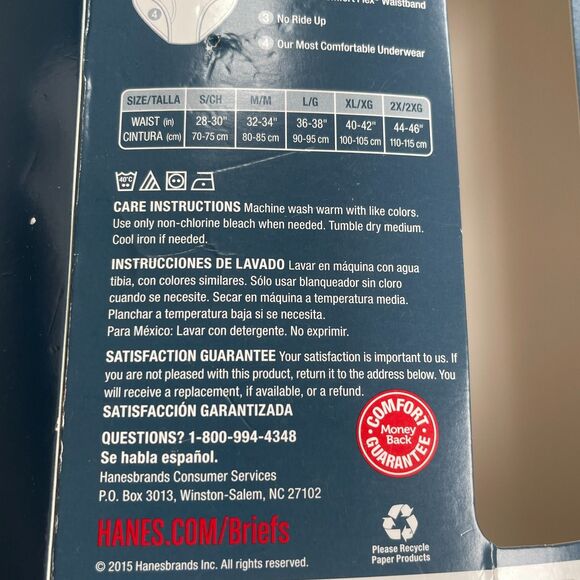 Waistband
3 No Ride Up
4
4 Our Most Comfortable Underwear
SIZE/TALLA S/CH M/M L/G XL/XG 2X/2XG
WAIST (in) 28-30" 32-34" 36-38" 40-42" 44-46"
CINTURA (cm) 70-75 cm 80-85 cm 90-95 cm 100-105 cm 110-115 cm
40°C
CARE INSTRUCTIONS Machine wash warm with like colors.
Use only non-chlorine bleach when needed. Tumble dry medium.
Cool iron if needed.
INSTRUCCIONES DE LAVADO Lavar en máquina con agua
tibia, con colores similares. Sólo usar blanqueador sin cloro
cuando se necesite. Secar en máquina a temperatura media.
Planchar a temperatura baja si se necesita.
Para México: Lavar con detergente. No exprimir.
SATISFACTION GUARANTEE Your satisfaction is important to us. If
you are not pleased with this product, return it to the address below. You
will receive a replacement, if available, or a refund.
SATISFACCIÓN GARANTIZADA
QUESTIONS? 1-800-994-4348
Se habla español.
Hanesbrands Consumer Services
P.O. Box 3013, Winston-Salem, NC 27102
COMFORT
Money
Back
GUARANTEE
HANES.COM/Briefs
Please Recycle
Por Favor Recicle
© 2015 Hanesbrands Inc. All rights reserved.